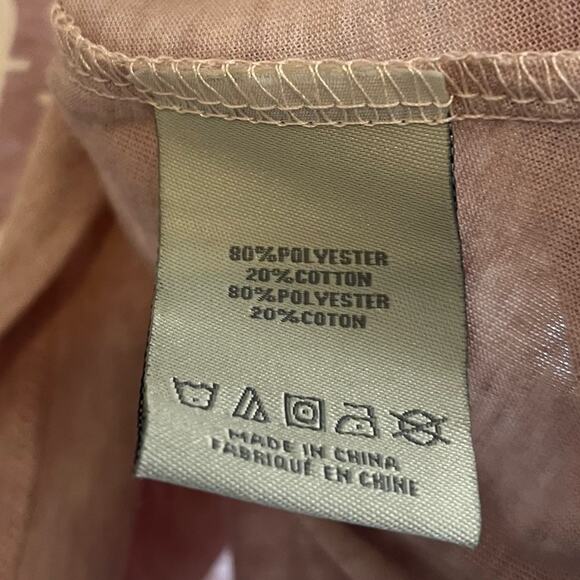 80%POLYESTER
20%COTTON
80%POLYESTER
20%COTON
MADE IN CHINA
FABRIQUÉ EN CHINE